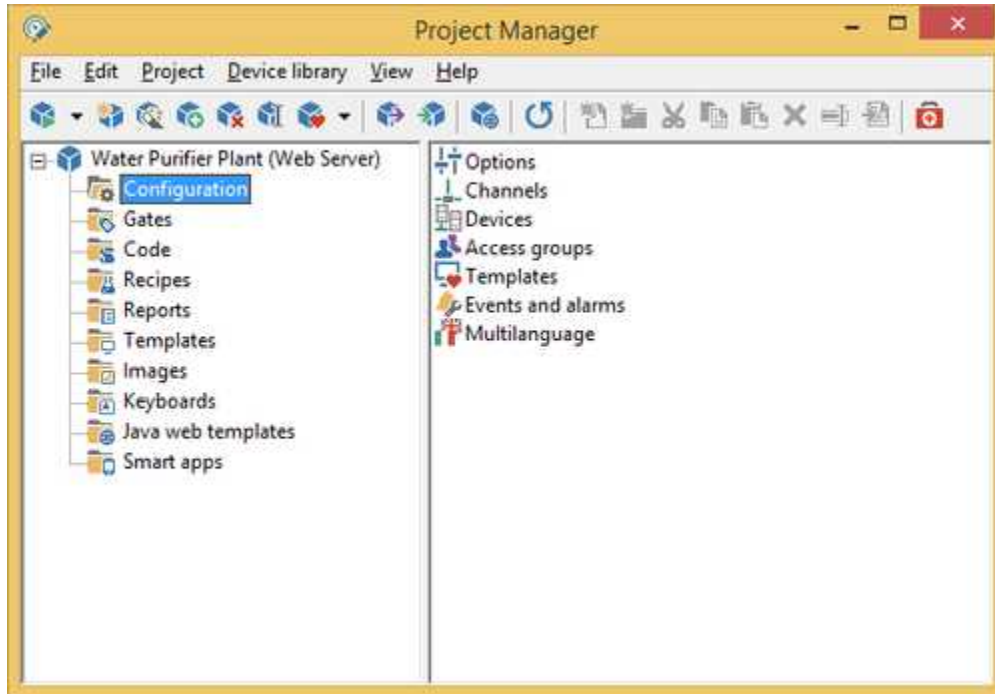 Project Manager
File Edit Project Device library View Help
Water Purifier Plant (Web Server)
Configuration
Gates
Code
Recipes
Reports
Templates
Images
Keyboards
Java web templates
Smart apps
Options
Channels
Devices
Access groups
Templates
Events and alarms
Multilanguage